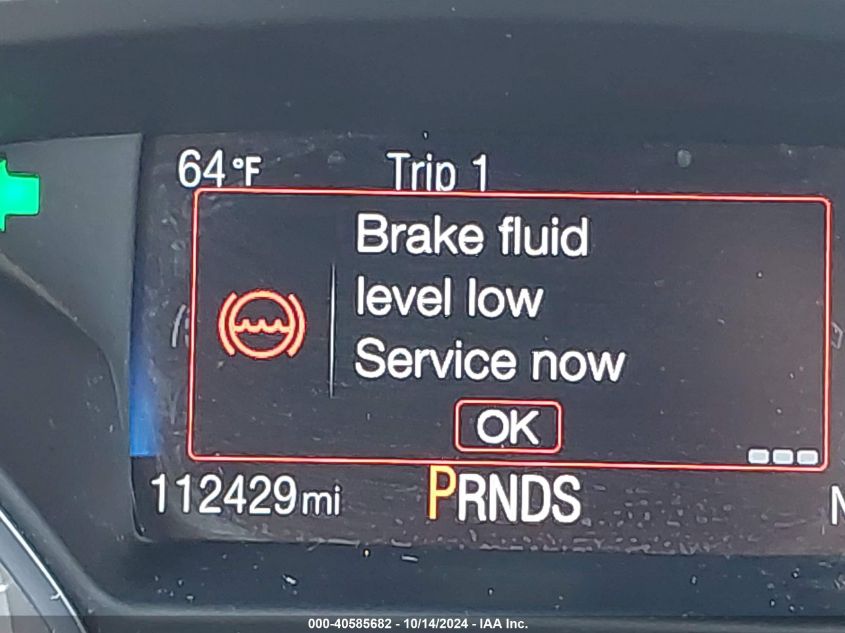 64°F Trip 1
Brake fluid
level low
Service now
OK
112429mi PRNDS
N
000-40585682 - 10/14/2024 - IAA Inc.